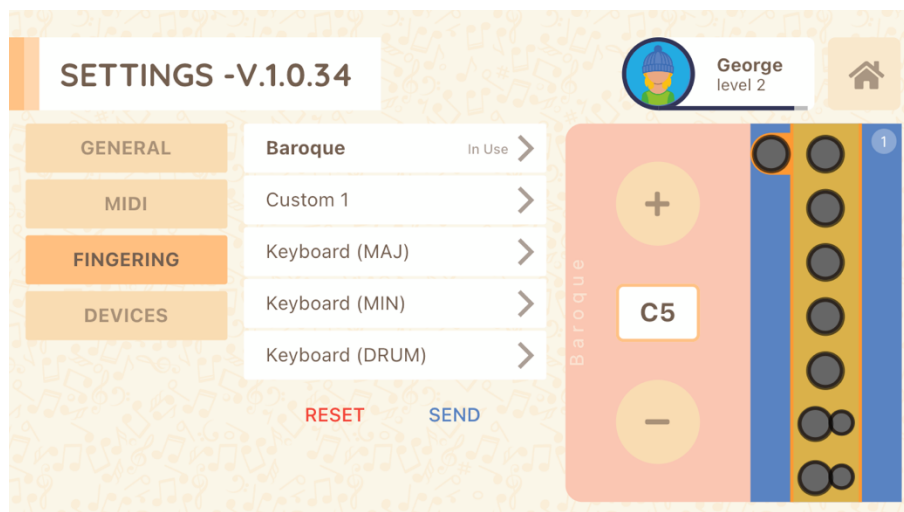 SETTINGS -V.1.0.34
George
level 2
GENERAL
MIDI
FINGERING
DEVICES
Baroque In Use
Custom 1
Keyboard (MAJ)
Keyboard (MIN)
Keyboard (DRUM)
RESET SEND
Baroque
+
C5
−
1